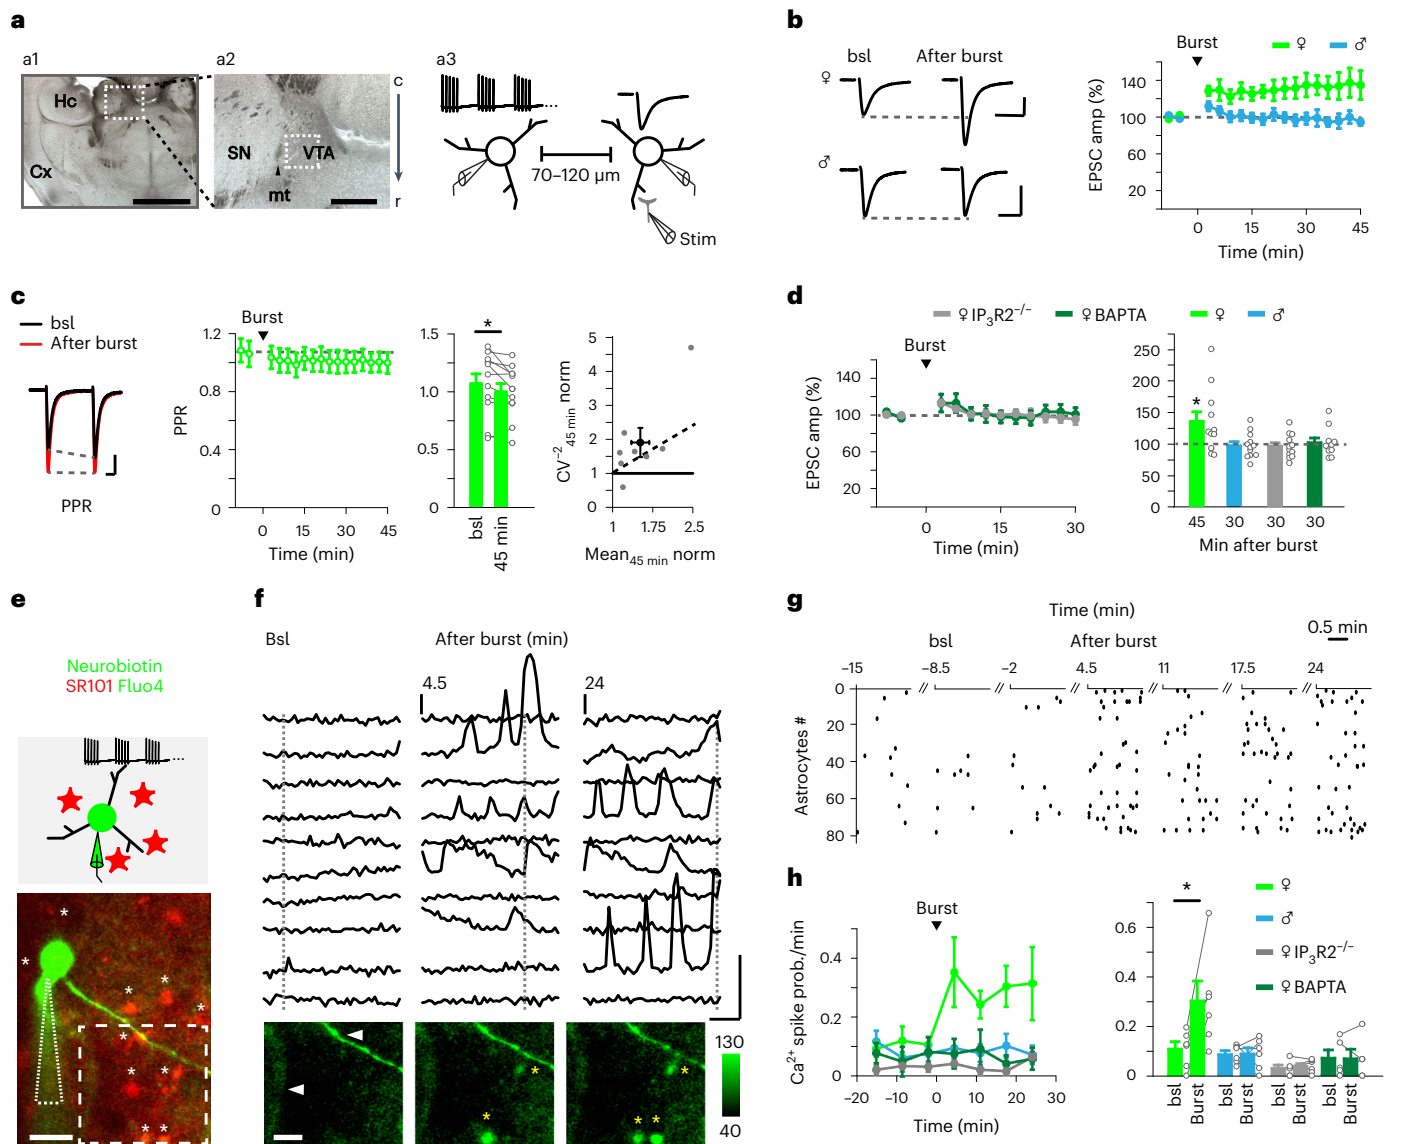 a
a1
a2
a3
Hc
Cx
SN
VTA
mt
c
r
70–120 µm
Stim
b
bsl
After burst
♀
♂
Burst
♀
♂
EPSC amp (%)
140
100
60
20
0
15
30
45
Time (min)
c
bsl
After burst
PPR
Burst
PPR
1.2
0.8
0.4
0
0
15
30
45
Time (min)
1.5
1.0
0.5
0
*
bsl
45 min
CV⁻² 45 min norm
5
4
3
2
1
0
1
1.75
2.5
Mean45 min norm
d
♀ IP3R2−/−
♀ BAPTA
♀
♂
Burst
EPSC amp (%)
140
100
60
20
0
15
30
Time (min)
250
200
150
100
50
0
*
45
30
30
30
Min after burst
e
Neurobiotin
SR101 Fluo4
f
Bsl
After burst (min)
4.5
24
130
40
g
Time (min)
0.5 min
bsl
After burst
−15
−8.5
−2
4.5
11
17.5
24
Astrocytes #
0
20
40
60
80
h
Burst
Ca2+ spike prob./min
0.4
0.2
0
−20
−10
0
10
20
30
Time (min)
0.6
0.4
0.2
0
*
♀
♂
♀ IP3R2−/−
♀ BAPTA
bsl
Burst
bsl
Burst
bsl
Burst
bsl
Burst